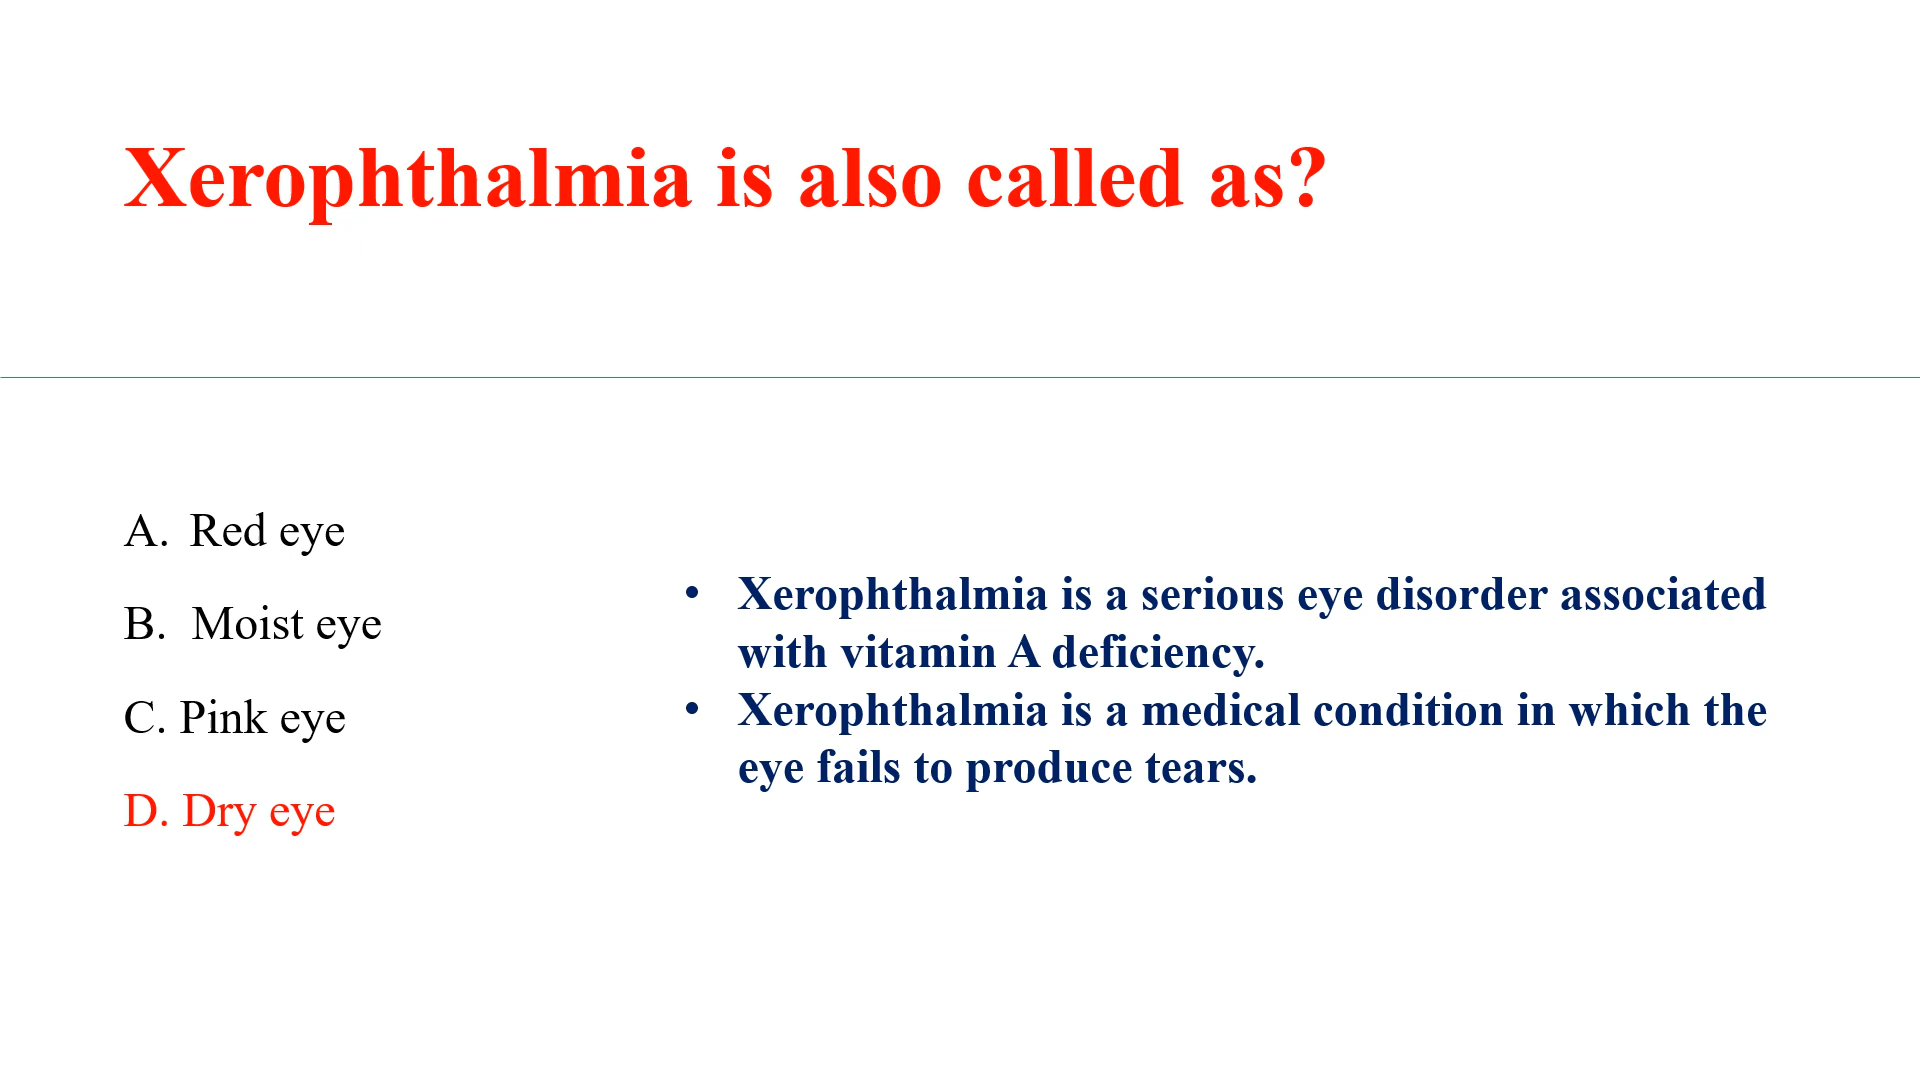 Xerophthalmia is also called as?
A. Red eye
B. Moist eye
C. Pink eye
D. Dry eye
• Xerophthalmia is a serious eye disorder associated
with vitamin A deficiency.
• Xerophthalmia is a medical condition in which the
eye fails to produce tears.